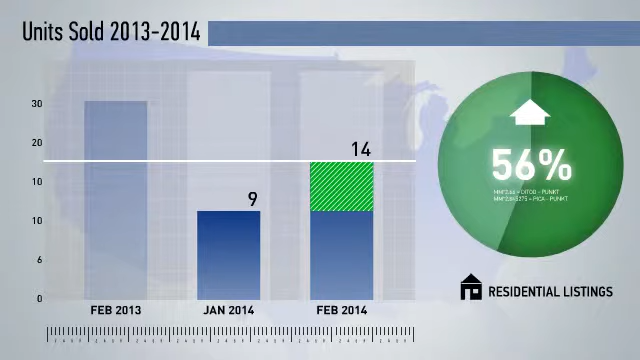 Units Sold 2013-2014
30
20
10
10
6
0
9
14
FEB 2013
JAN 2014
FEB 2014
56%
RESIDENTIAL LISTINGS